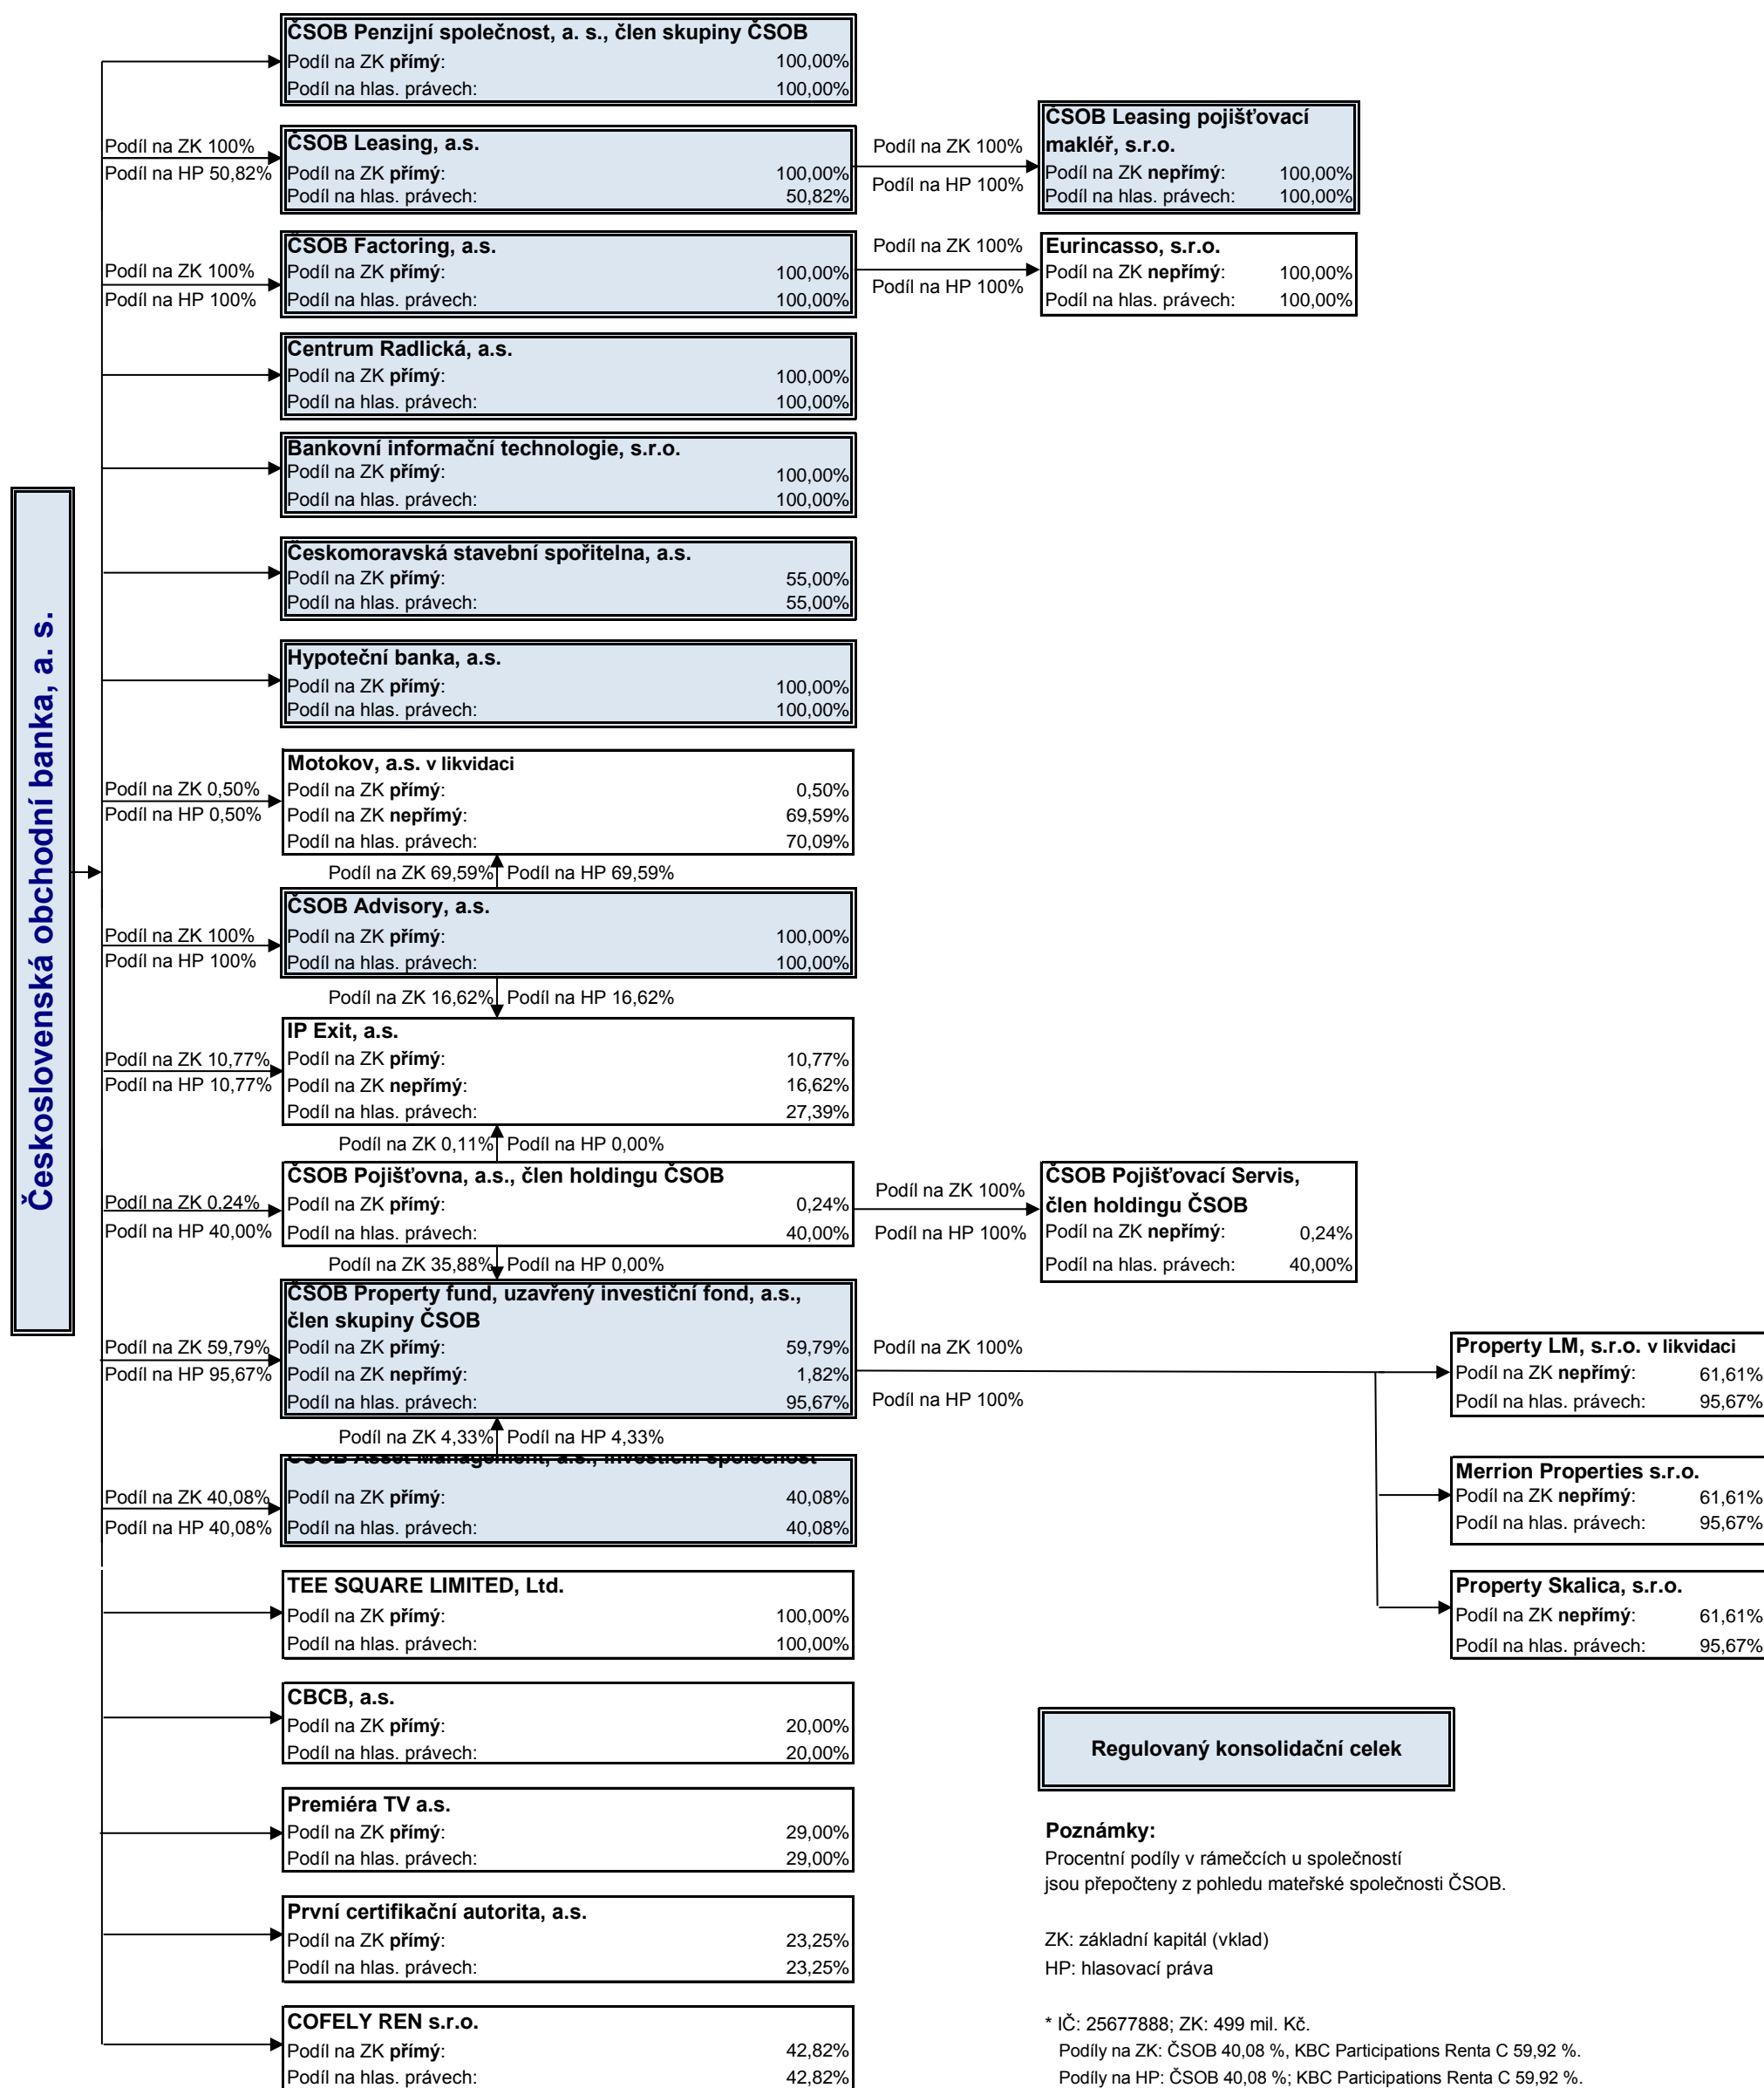 Československá obchodní banka, a. s.
ČSOB Penzijní společnost, a. s., člen skupiny ČSOB
Podíl na ZK přímý: 100,00%
Podíl na hlas. právech: 100,00%
Podíl na ZK 100%
Podíl na HP 50,82%
ČSOB Leasing, a.s.
Podíl na ZK přímý: 100,00%
Podíl na hlas. právech: 50,82%
Podíl na ZK 100%
Podíl na HP 100%
ČSOB Leasing pojišťovací
makléř, s.r.o.
Podíl na ZK nepřímý: 100,00%
Podíl na hlas. právech: 100,00%
Podíl na ZK 100%
Podíl na HP 100%
ČSOB Factoring, a.s.
Podíl na ZK přímý: 100,00%
Podíl na hlas. právech: 100,00%
Podíl na ZK 100%
Podíl na HP 100%
Eurincasso, s.r.o.
Podíl na ZK nepřímý: 100,00%
Podíl na hlas. právech: 100,00%
Centrum Radlická, a.s.
Podíl na ZK přímý: 100,00%
Podíl na hlas. právech: 100,00%
Bankovní informační technologie, s.r.o.
Podíl na ZK přímý: 100,00%
Podíl na hlas. právech: 100,00%
Českomoravská stavební spořitelna, a.s.
Podíl na ZK přímý: 55,00%
Podíl na hlas. právech: 55,00%
Hypoteční banka, a.s.
Podíl na ZK přímý: 100,00%
Podíl na hlas. právech: 100,00%
Podíl na ZK 0,50%
Podíl na HP 0,50%
Motokov, a.s. v likvidaci
Podíl na ZK přímý: 0,50%
Podíl na ZK nepřímý: 69,59%
Podíl na hlas. právech: 70,09%
Podíl na ZK 69,59% Podíl na HP 69,59%
Podíl na ZK 100%
Podíl na HP 100%
ČSOB Advisory, a.s.
Podíl na ZK přímý: 100,00%
Podíl na hlas. právech: 100,00%
Podíl na ZK 16,62% Podíl na HP 16,62%
Podíl na ZK 10,77%
Podíl na HP 10,77%
IP Exit, a.s.
Podíl na ZK přímý: 10,77%
Podíl na ZK nepřímý: 16,62%
Podíl na hlas. právech: 27,39%
Podíl na ZK 0,11% Podíl na HP 0,00%
Podíl na ZK 0,24%
Podíl na HP 40,00%
ČSOB Pojišťovna, a.s., člen holdingu ČSOB
Podíl na ZK přímý: 0,24%
Podíl na hlas. právech: 40,00%
Podíl na ZK 100%
Podíl na HP 100%
ČSOB Pojišťovací Servis,
člen holdingu ČSOB
Podíl na ZK nepřímý: 0,24%
Podíl na hlas. právech: 40,00%
Podíl na ZK 35,88% Podíl na HP 0,00%
Podíl na ZK 59,79%
Podíl na HP 95,67%
ČSOB Property fund, uzavřený investiční fond, a.s.,
člen skupiny ČSOB
Podíl na ZK přímý: 59,79%
Podíl na ZK nepřímý: 1,82%
Podíl na hlas. právech: 95,67%
Podíl na ZK 100%
Podíl na HP 100%
Property LM, s.r.o. v likvidaci
Podíl na ZK nepřímý: 61,61%
Podíl na hlas. právech: 95,67%
Podíl na ZK 4,33% Podíl na HP 4,33%
Podíl na ZK 40,08%
Podíl na HP 40,08%
ČSOB Asset Management, a.s., investiční společnost
Podíl na ZK přímý: 40,08%
Podíl na hlas. právech: 40,08%
Merrion Properties s.r.o.
Podíl na ZK nepřímý: 61,61%
Podíl na hlas. právech: 95,67%
TEE SQUARE LIMITED, Ltd.
Podíl na ZK přímý: 100,00%
Podíl na hlas. právech: 100,00%
Property Skalica, s.r.o.
Podíl na ZK nepřímý: 61,61%
Podíl na hlas. právech: 95,67%
CBCB, a.s.
Podíl na ZK přímý: 20,00%
Podíl na hlas. právech: 20,00%
Premiéra TV a.s.
Podíl na ZK přímý: 29,00%
Podíl na hlas. právech: 29,00%
První certifikační autorita, a.s.
Podíl na ZK přímý: 23,25%
Podíl na hlas. právech: 23,25%
COFELY REN s.r.o.
Podíl na ZK přímý: 42,82%
Podíl na hlas. právech: 42,82%
Regulovaný konsolidační celek
Poznámky:
Procentní podíly v rámečcích u společností
jsou přepočteny z pohledu mateřské společnosti ČSOB.
ZK: základní kapitál (vklad)
HP: hlasovací práva
* IČ: 25677888; ZK: 499 mil. Kč.
Podíly na ZK: ČSOB 40,08 %, KBC Participations Renta C 59,92 %.
Podíly na HP: ČSOB 40,08 %; KBC Participations Renta C 59,92 %.